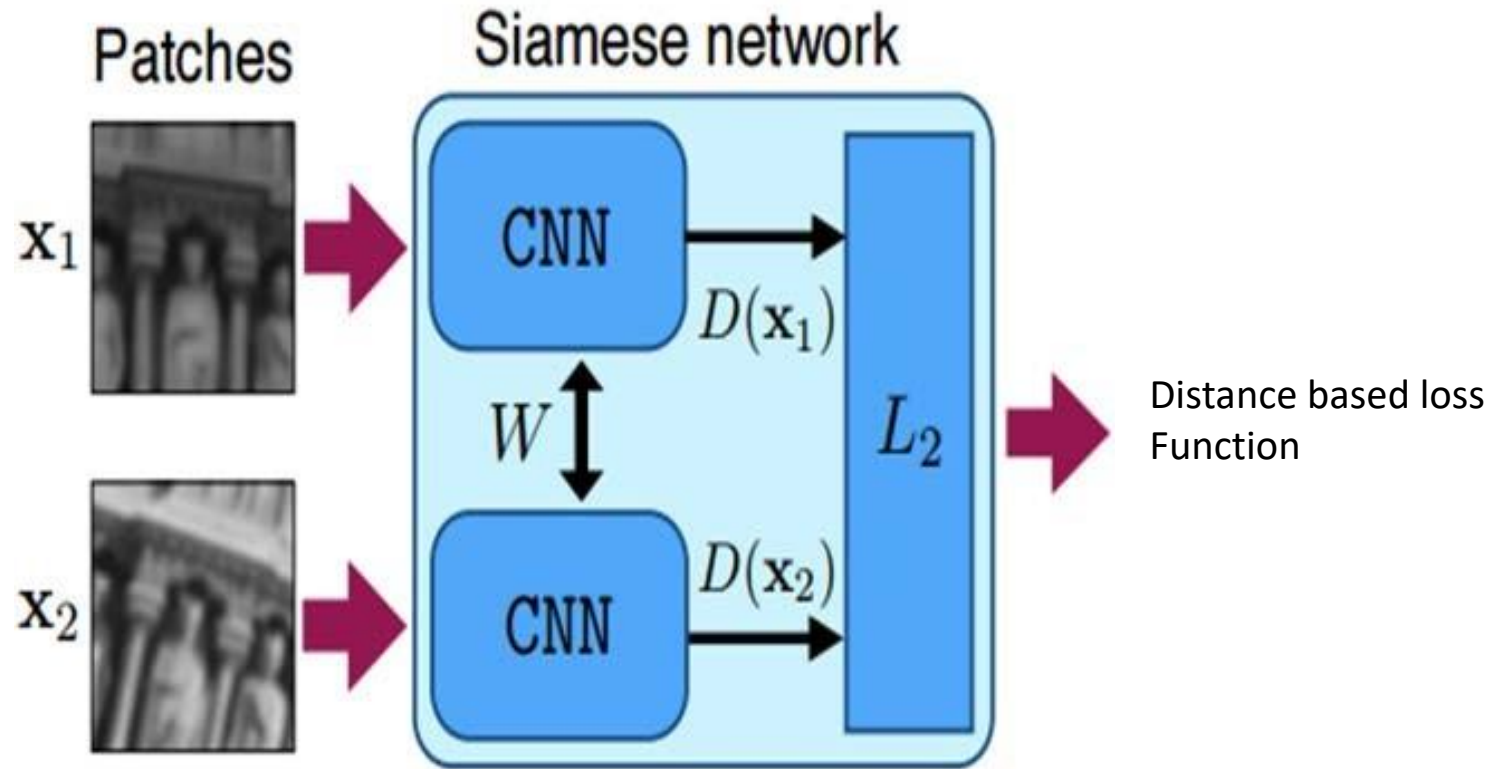 Patches
Siamese network
x₁
CNN
D(x₁)
W
L₂
Distance based loss
Function
x₂
CNN
D(x₂)